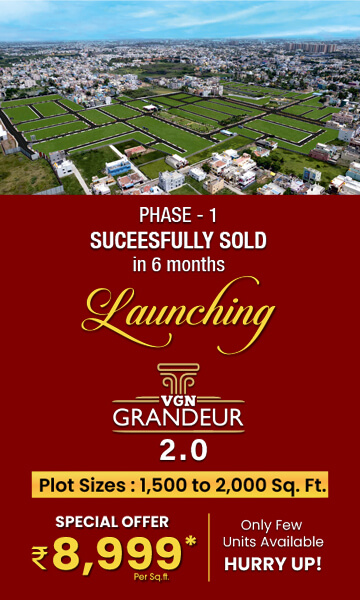 PHASE - 1
SUCEESFULLY SOLD
in 6 months
Launching
VGN
GRANDEUR
2.0
Plot Sizes : 1,500 to 2,000 Sq. Ft.
SPECIAL OFFER
₹8,999*
Per Sq.ft.
Only Few
Units Available
HURRY UP!